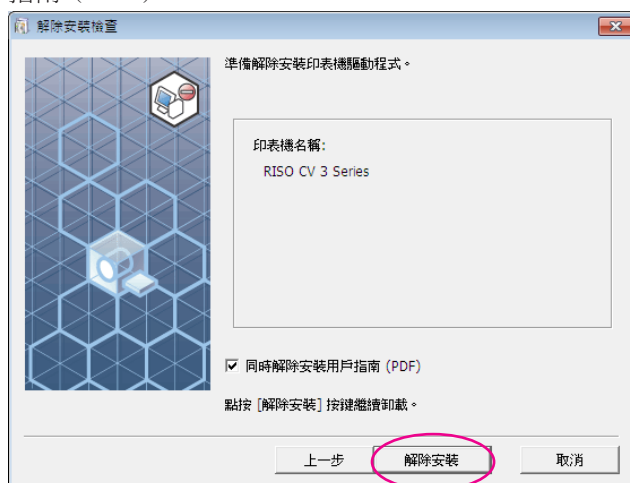 解除安裝檢查
準備解除安裝印表機驅動程式。
印表機名稱:
RISO CV 3 Series
同時解除安裝用戶指南 (PDF)
點按 [解除安裝] 按鍵繼續卸載。
上一步
解除安裝
取消